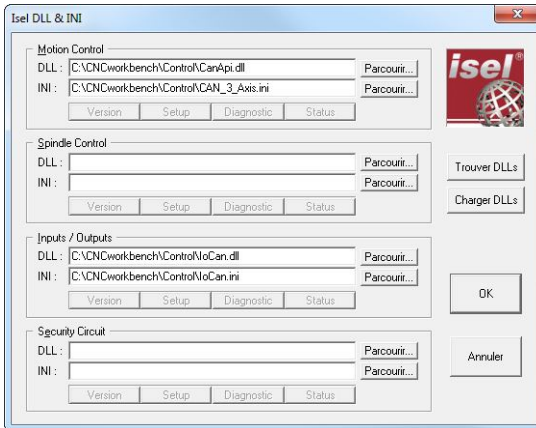 Isel DLL & INI
Motion Control
DLL : C:\CNCworkbench\Control\CanApi.dll Parcourir...
INI : C:\CNCworkbench\Control\CAN_3_Axis.ini Parcourir...
Version Setup Diagnostic Status
isel®
Spindle Control
DLL : Parcourir...
INI : Parcourir...
Version Setup Diagnostic Status
Trouver DLLs
Charger DLLs
Inputs / Outputs
DLL : C:\CNCworkbench\Control\IoCan.dll Parcourir...
INI : C:\CNCworkbench\Control\IoCan.ini Parcourir...
Version Setup Diagnostic Status
OK
Security Circuit
DLL : Parcourir...
INI : Parcourir...
Version Setup Diagnostic Status
Annuler